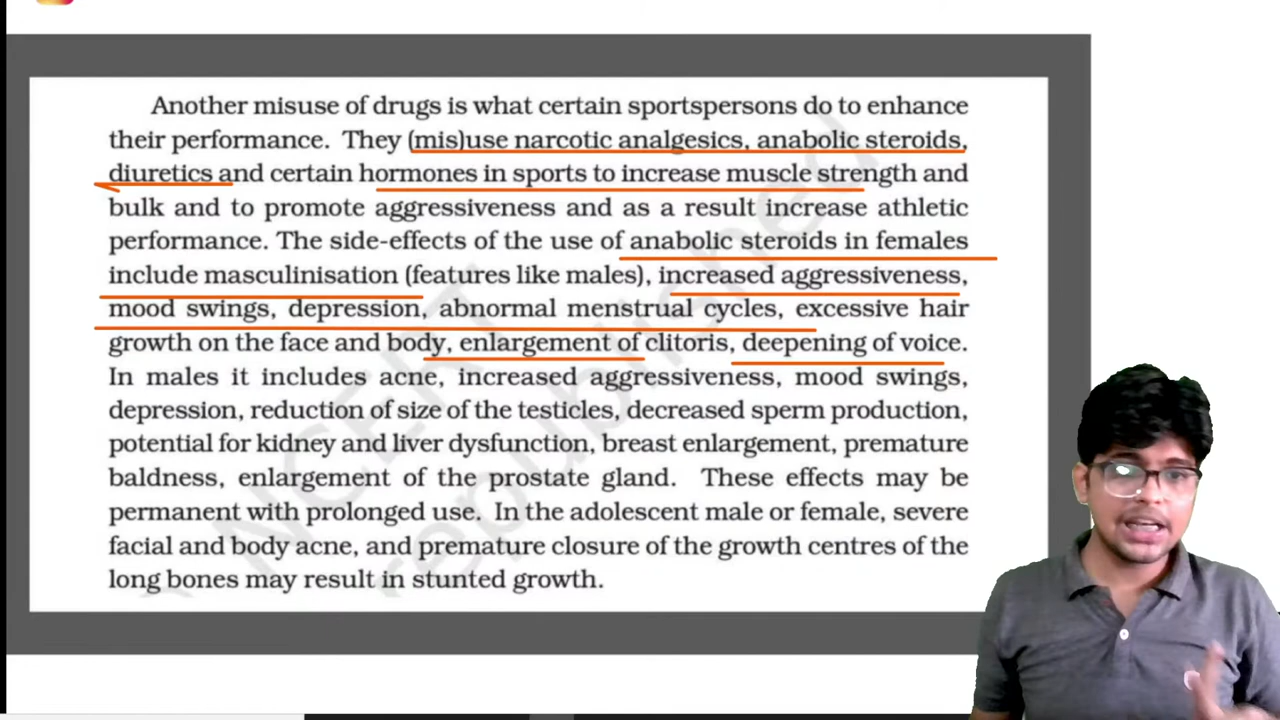 Another misuse of drugs is what certain sportspersons do to enhance
their performance. They (mis)use narcotic analgesics, anabolic steroids,
diuretics and certain hormones in sports to increase muscle strength and
bulk and to promote aggressiveness and as a result increase athletic
performance. The side-effects of the use of anabolic steroids in females
include masculinisation (features like males), increased aggressiveness,
mood swings, depression, abnormal menstrual cycles, excessive hair
growth on the face and body, enlargement of clitoris, deepening of voice.
In males it includes acne, increased aggressiveness, mood swings,
depression, reduction of size of the testicles, decreased sperm production,
potential for kidney and liver dysfunction, breast enlargement, premature
baldness, enlargement of the prostate gland. These effects may be
permanent with prolonged use. In the adolescent male or female, severe
facial and body acne, and premature closure of the growth centres of the
long bones may result in stunted growth.
NCERT
republished